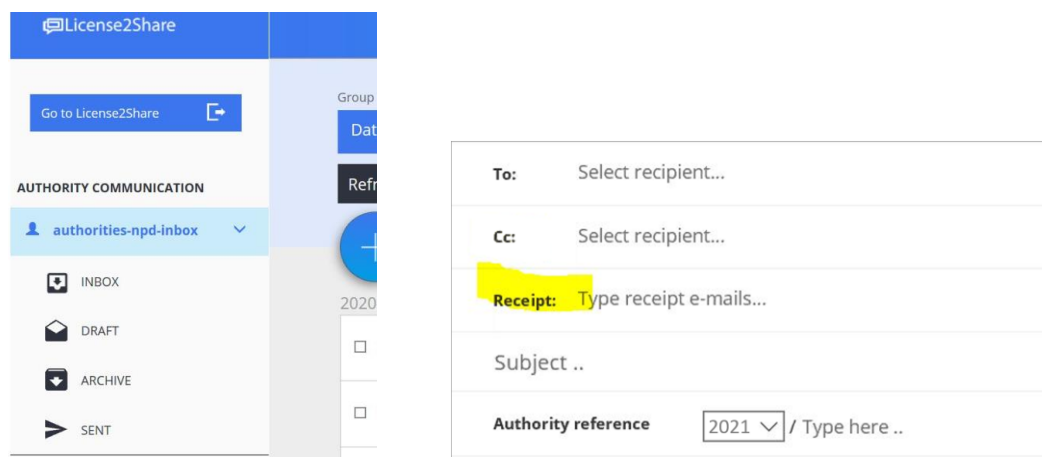 License2Share
Go to License2Share
AUTHORITY COMMUNICATION
authorities-npd-inbox
INBOX
DRAFT
ARCHIVE
SENT
Group
Dat
Refr
2020
To: Select recipient...
Cc: Select recipient...
Receipt: Type receipt e-mails...
Subject ..
Authority reference 2021 / Type here ..